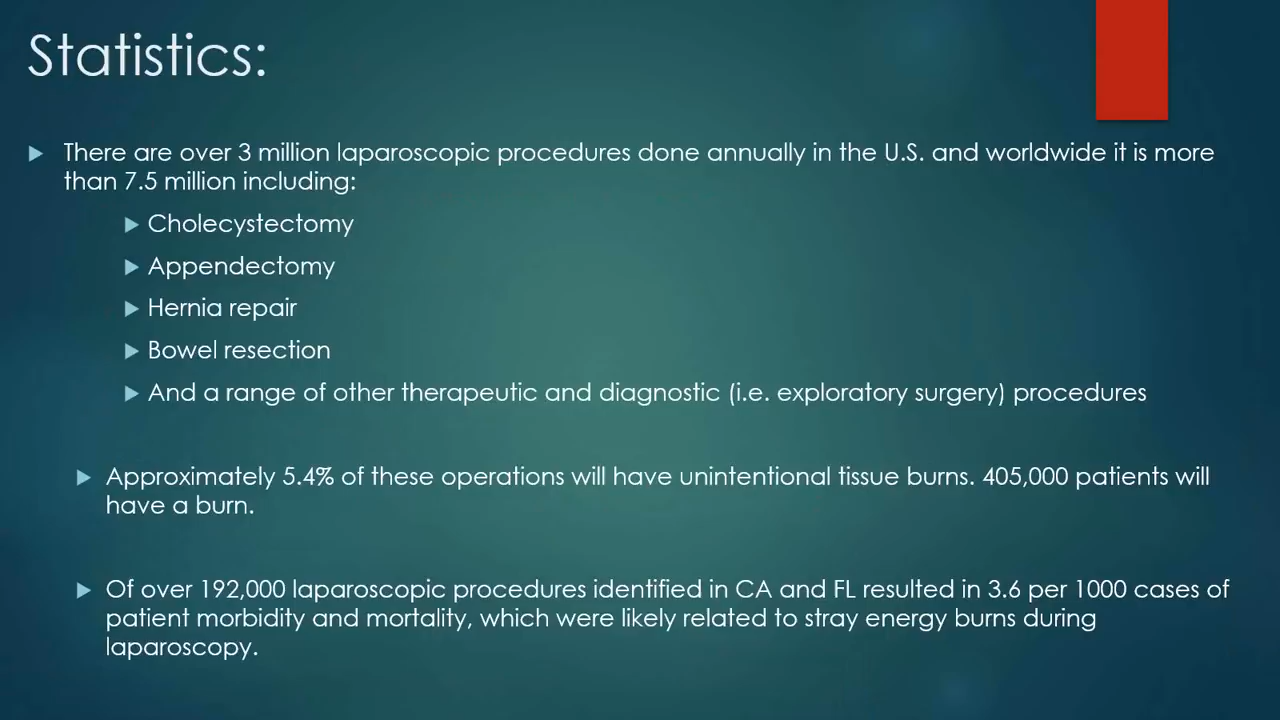 Statistics:
There are over 3 million laparoscopic procedures done annually in the U.S. and worldwide it is more
than 7.5 million including:
Cholecystectomy
Appendectomy
Hernia repair
Bowel resection
And a range of other therapeutic and diagnostic (i.e. exploratory surgery) procedures
Approximately 5.4% of these operations will have unintentional tissue burns. 405,000 patients will
have a burn.
Of over 192,000 laparoscopic procedures identified in CA and FL resulted in 3.6 per 1000 cases of
patient morbidity and mortality, which were likely related to stray energy burns during
laparoscopy.